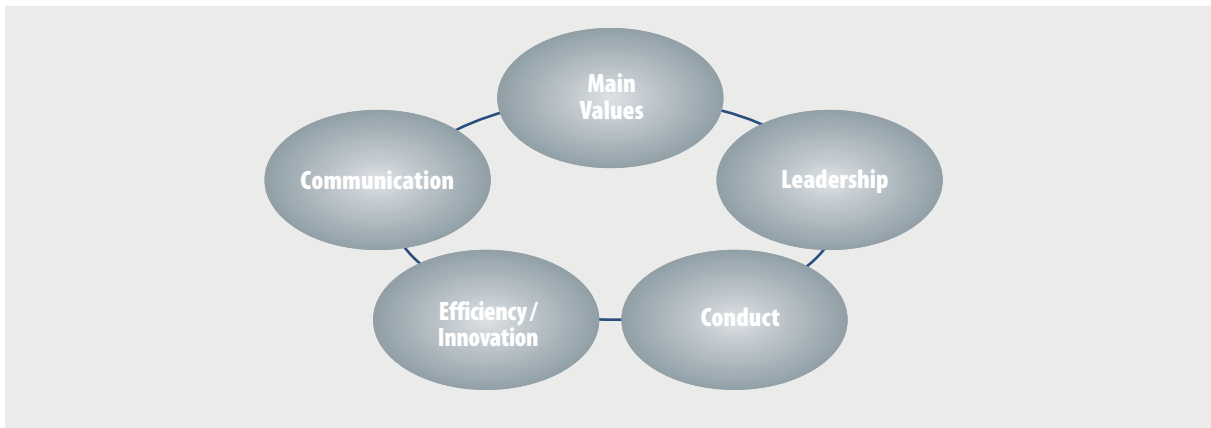 Main
Values
Communication
Leadership
Efficiency /
Innovation
Conduct